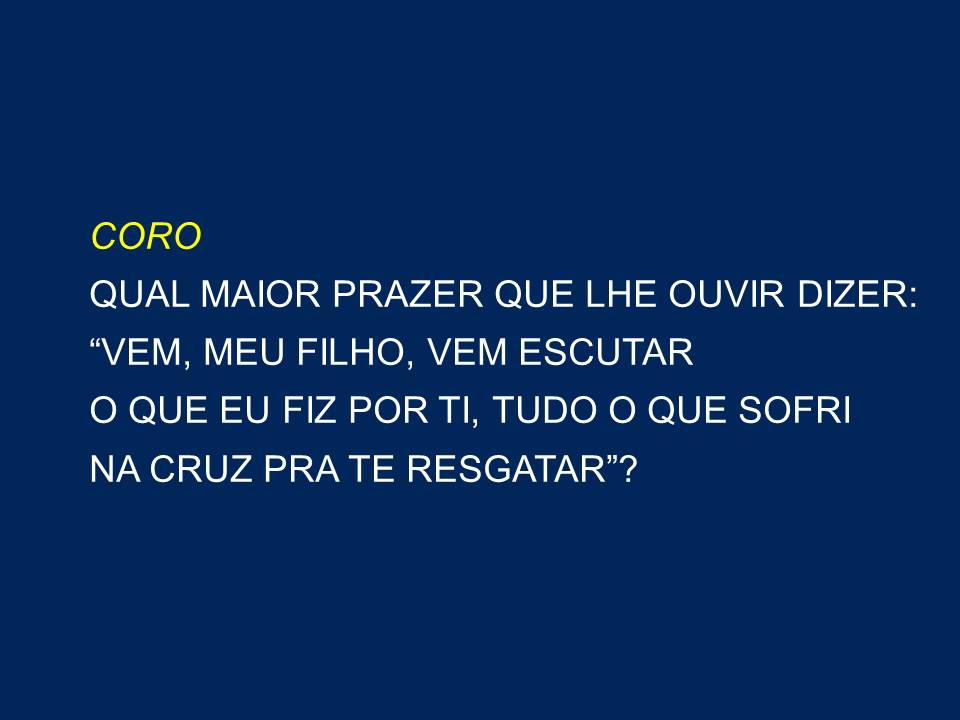 CORO
QUAL MAIOR PRAZER QUE LHE OUVIR DIZER:
“VEM, MEU FILHO, VEM ESCUTAR
O QUE EU FIZ POR TI, TUDO O QUE SOFRI
NA CRUZ PRA TE RESGATAR”?